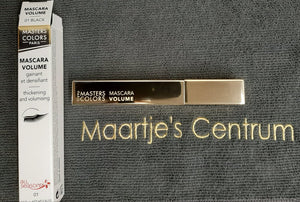 MASCARA
VOLUME
01 BLACK
MASTERS
COLORS
PARIS
MASCARA
VOLUME
gainant
et densifiant
thickening
and volumising
01
MASTERS
COLORS
MASCARA
VOLUME
Maartje's Centrum